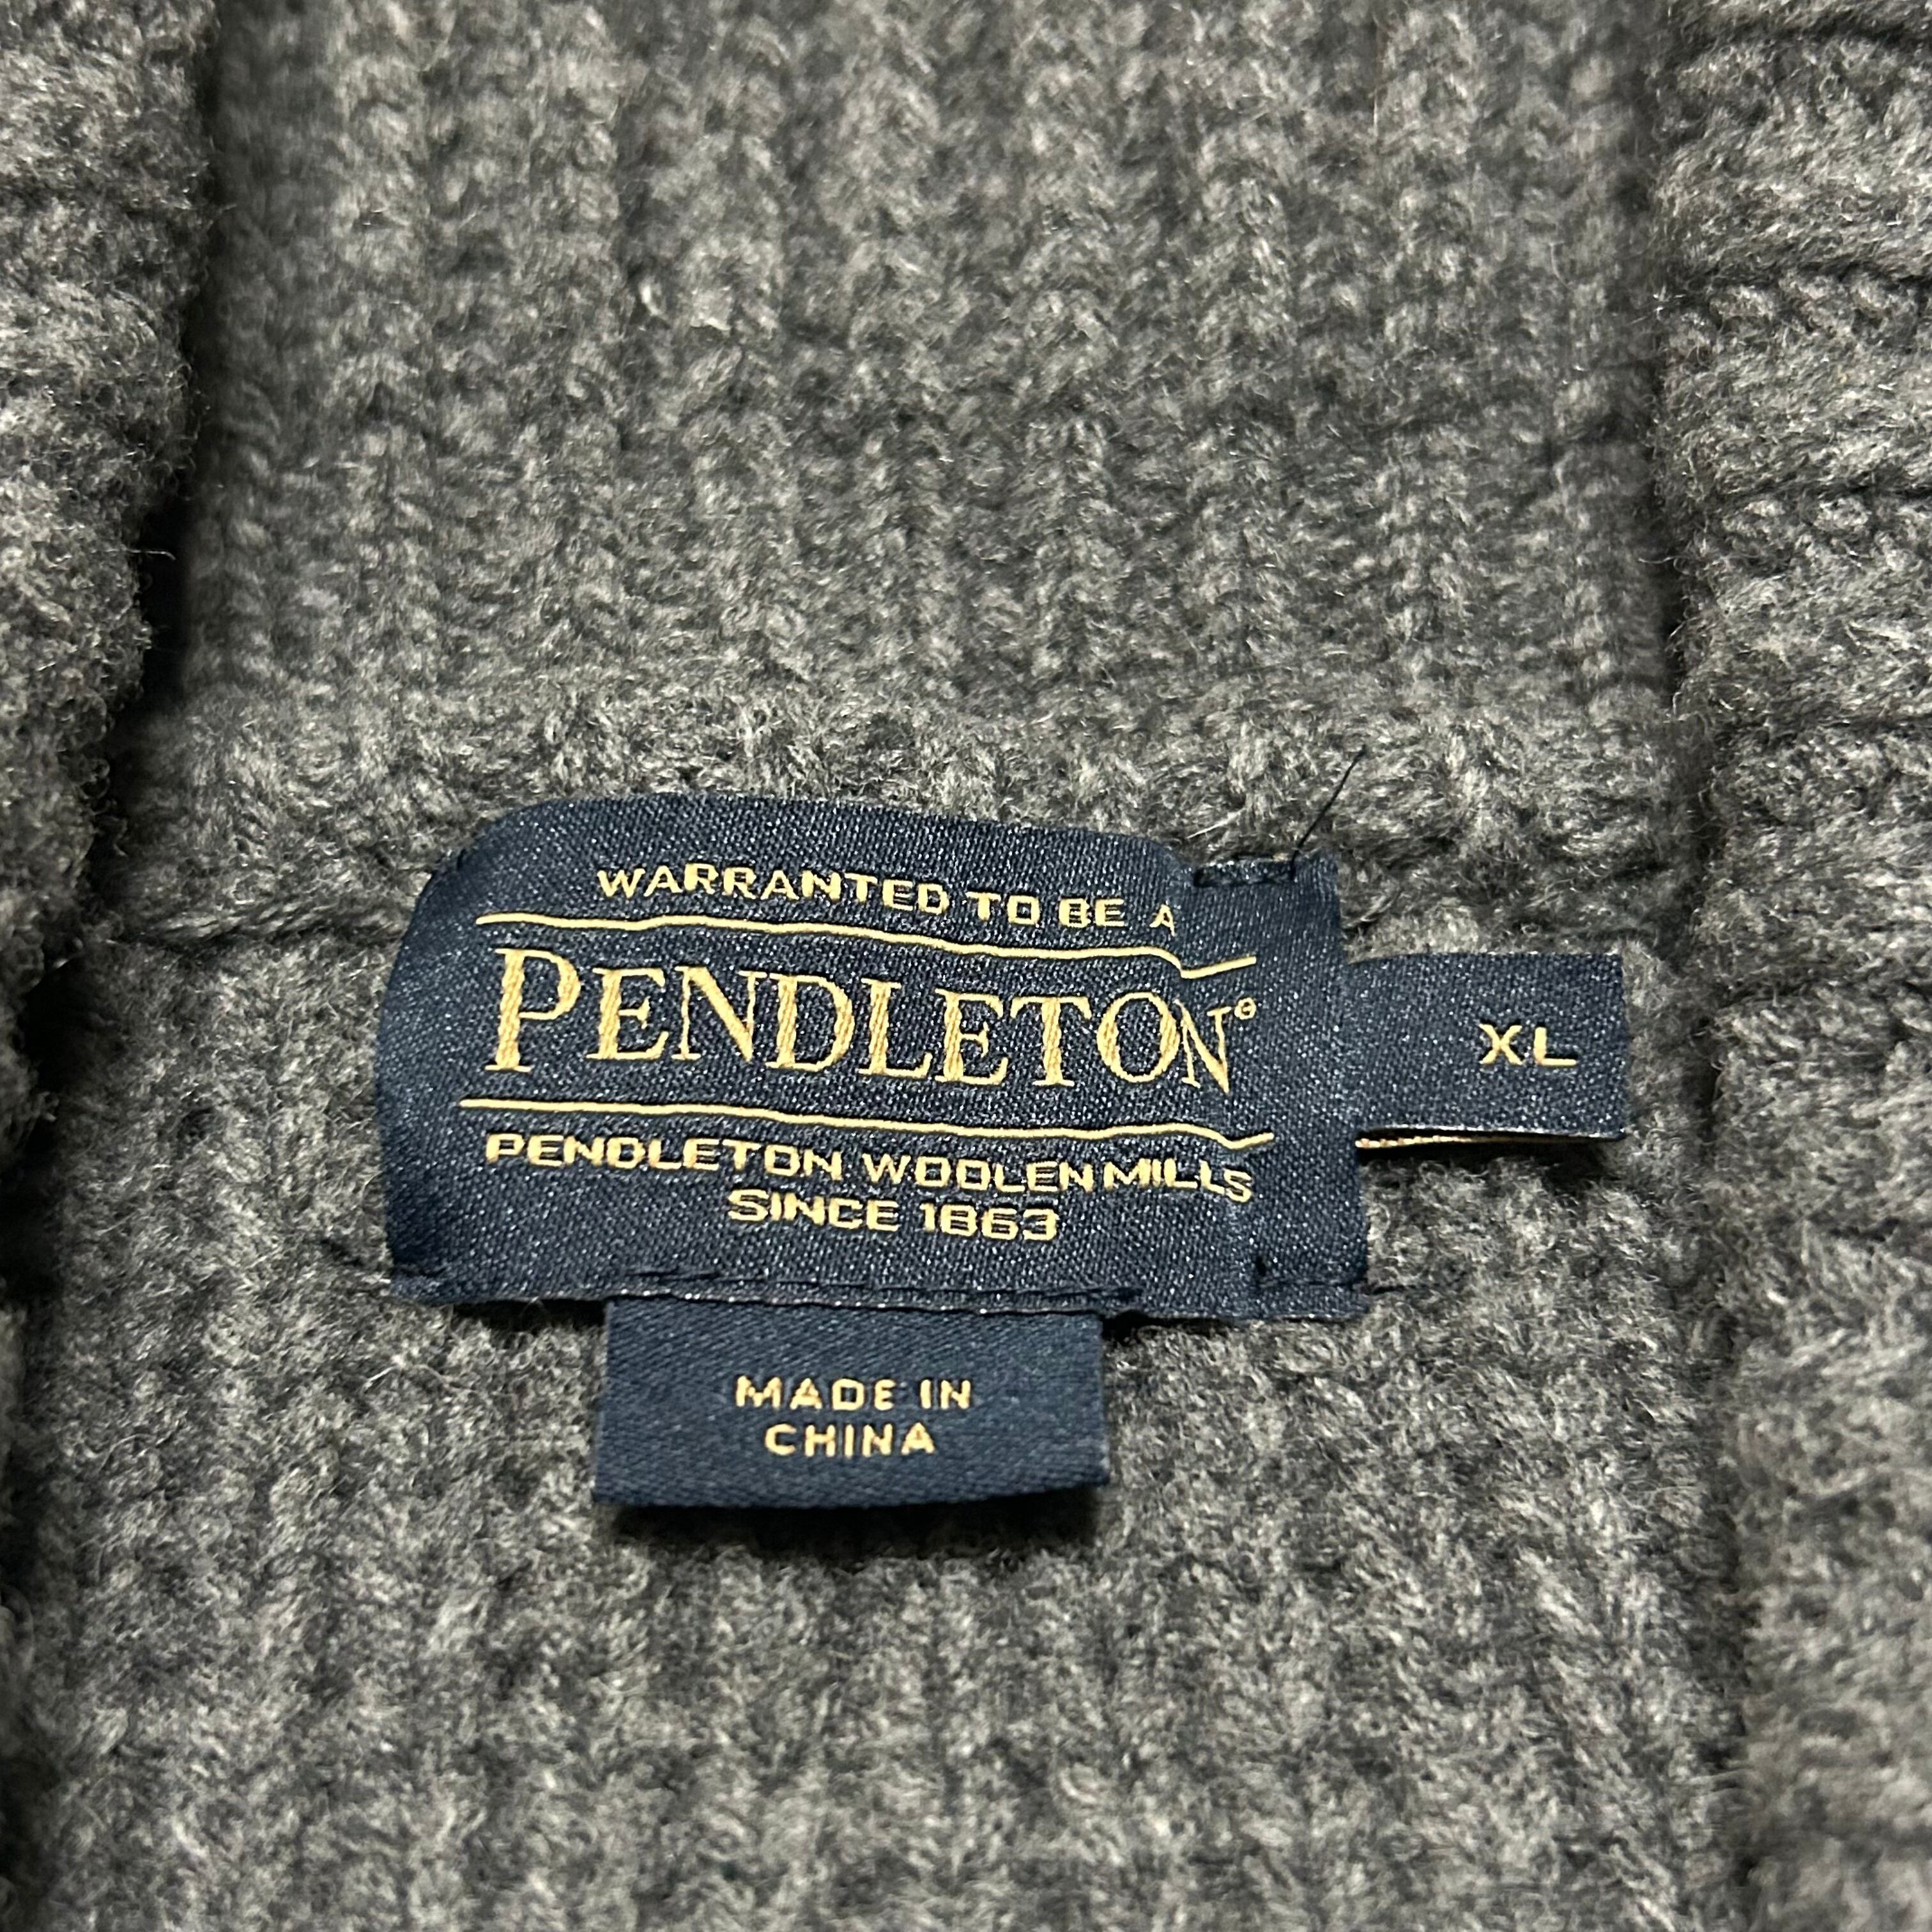 WARRANTED TO BE A
PENDLETON®
PENDLETON WOOLEN MILLS
SINCE 1863
XL
MADE IN
CHINA